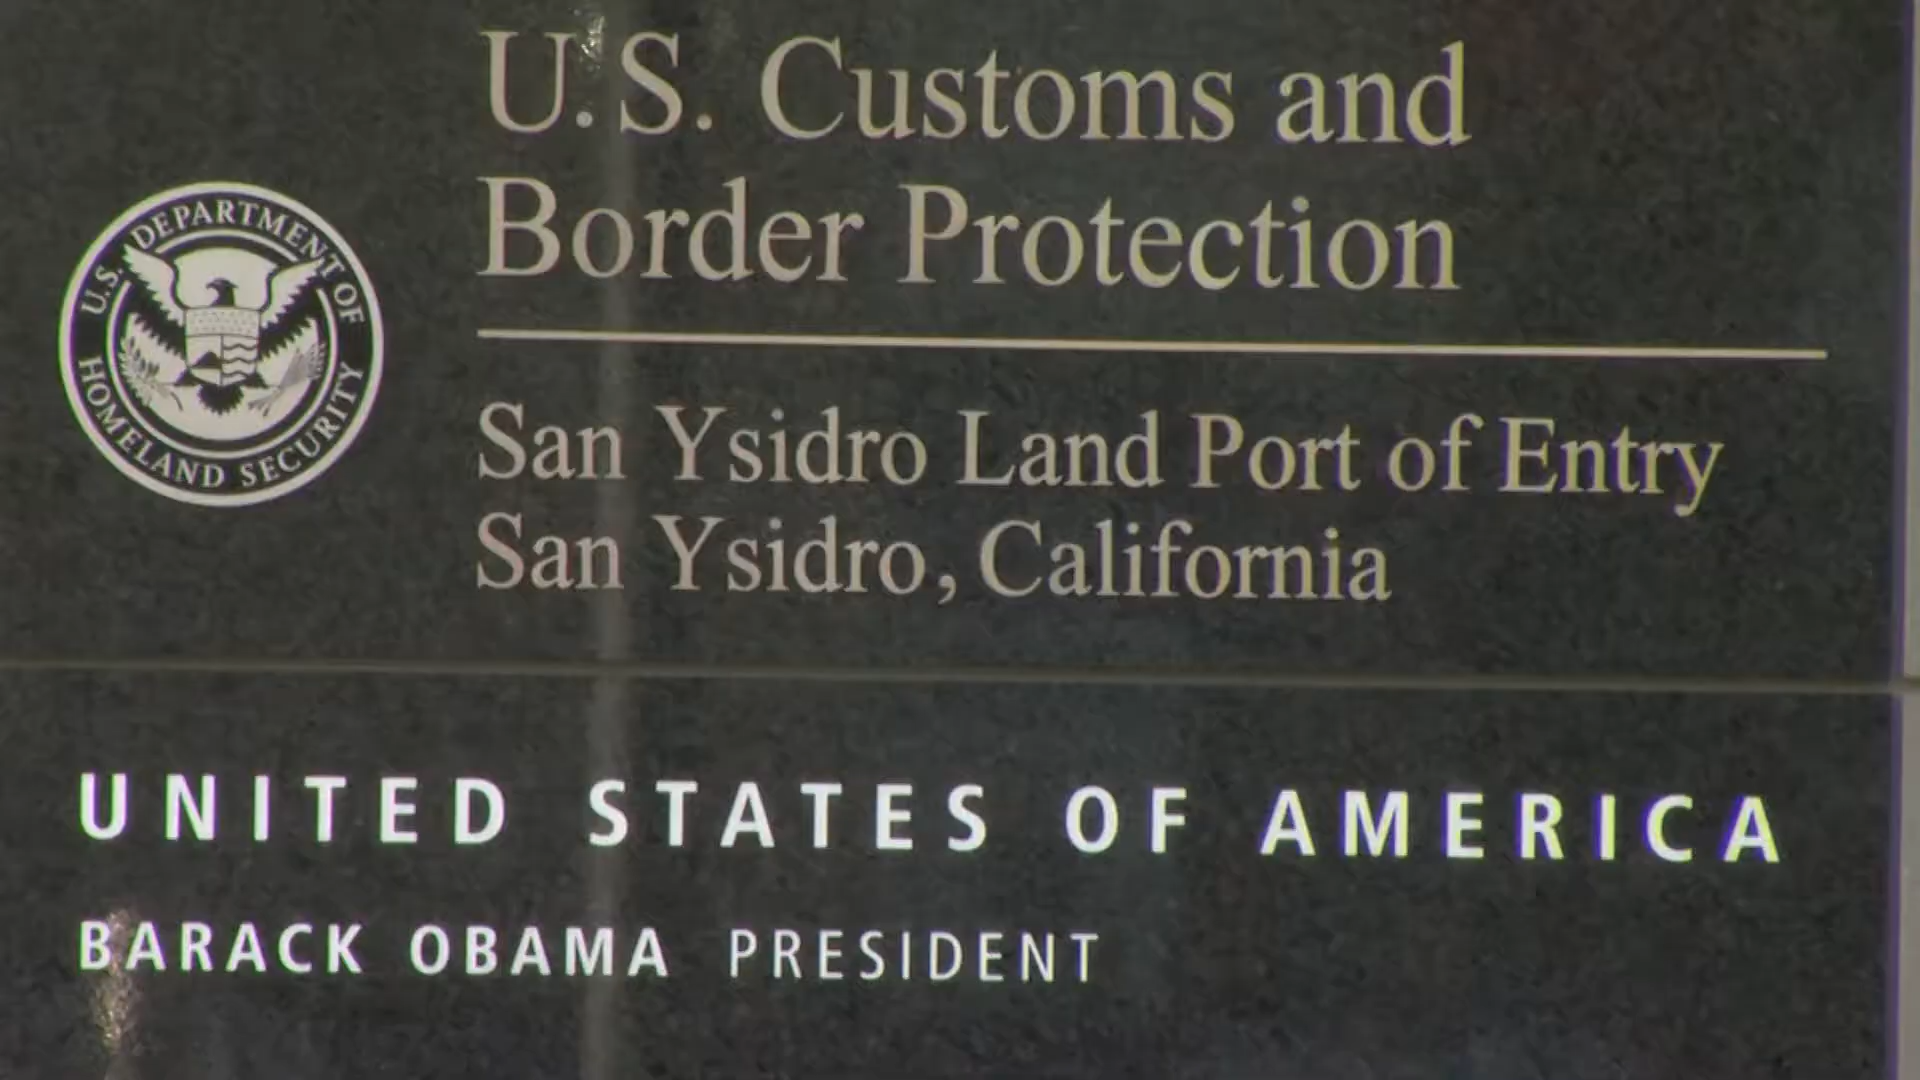 U.S. Customs and
Border Protection
U.S. DEPARTMENT OF
HOMELAND SECURITY
San Ysidro Land Port of Entry
San Ysidro, California
UNITED STATES OF AMERICA
BARACK OBAMA PRESIDENT